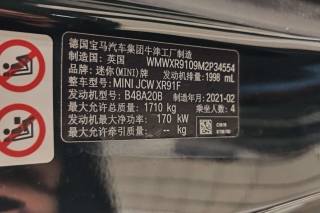 德国宝马汽车集团牛津工厂制造
制造国: 英国 WMWXR9109M2P34554
品牌: 迷你(MINI)牌 发动机排量: 1998 mL
整车型号: MINI JCW XR91F
发动机型号: B48A20B 制造年月: 2021-02
最大允许总质量: 1710 kg 乘坐人数: 4
发动机最大净功率: 170 kW
最大允许牵引质量: -- kg